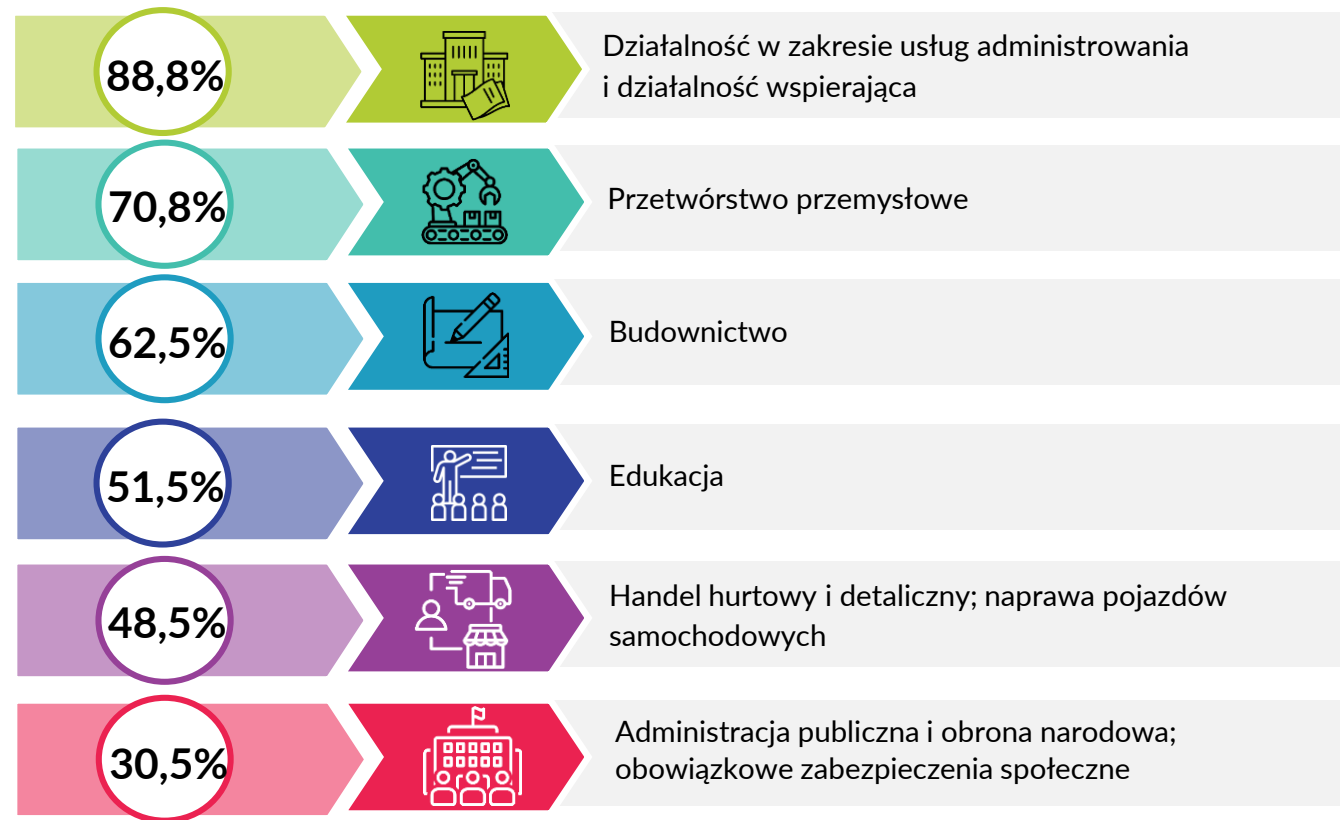 88,8%
Działalność w zakresie usług administrowania
i działalność wspierająca
70,8%
Przetwórstwo przemysłowe
62,5%
Budownictwo
51,5%
Edukacja
48,5%
Handel hurtowy i detaliczny; naprawa pojazdów
samochodowych
30,5%
Administracja publiczna i obrona narodowa;
obowiązkowe zabezpieczenia społeczne